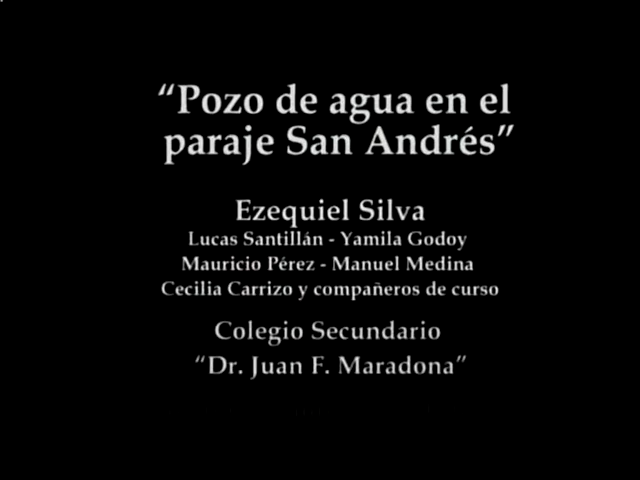 “Pozo de agua en el
paraje San Andrés”
Ezequiel Silva
Lucas Santillán - Yamila Godoy
Mauricio Pérez - Manuel Medina
Cecilia Carrizo y compañeros de curso
Colegio Secundario
“Dr. Juan F. Maradona”